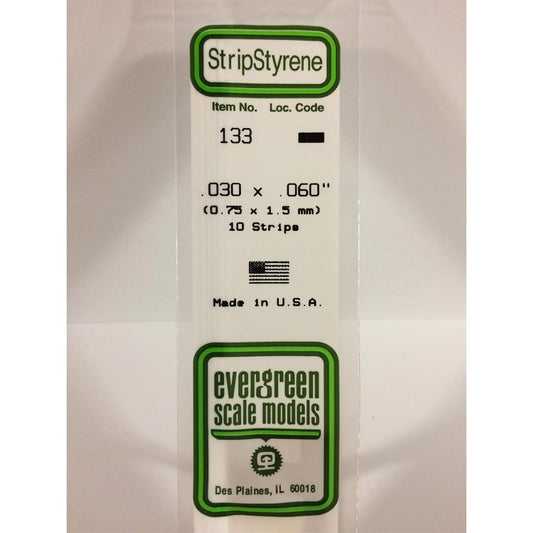 StripStyrene
Item No. Loc. Code
133
.030 x .060"
(0.75 x 1.5 mm)
10 Strips
Made in U.S.A.
evergreen
scale models
Des Plaines, IL 60018